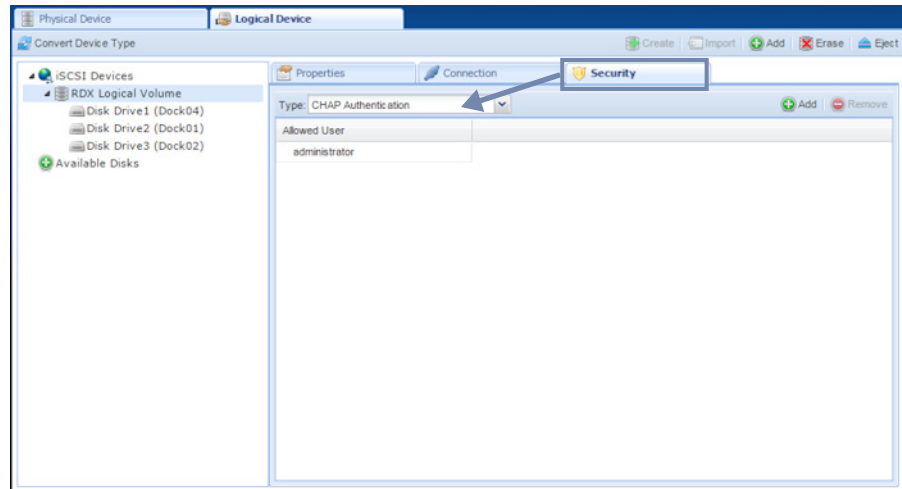 Physical Device Logical Device
Convert Device Type Create Import Add Erase Eject
iSCSI Devices
RDX Logical Volume
Disk Drive1 (Dock04)
Disk Drive2 (Dock01)
Disk Drive3 (Dock02)
Available Disks
Properties Connection Security
Type: CHAP Authentication Add Remove
Allowed User
administrator